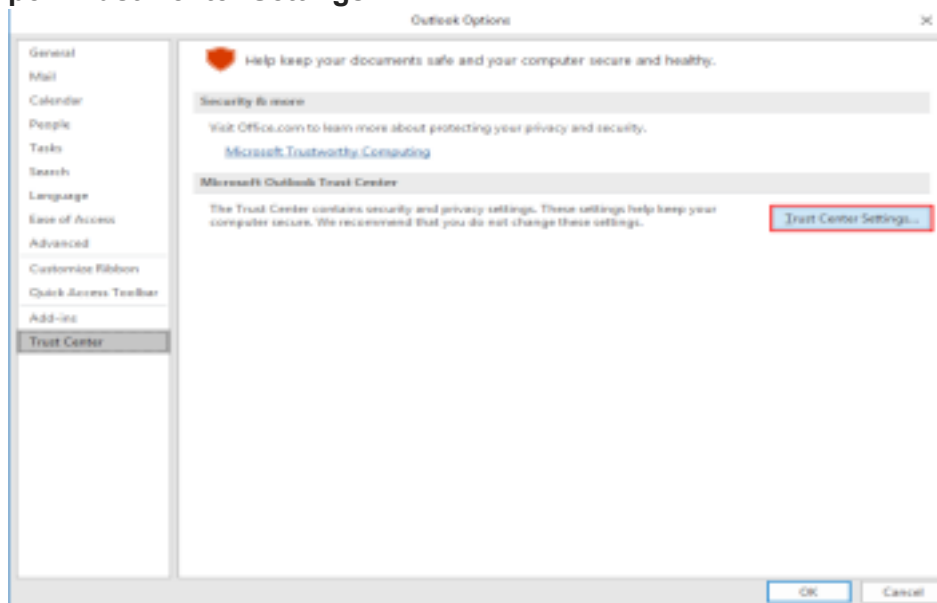 Outlook Options
General
Mail
Calendar
People
Tasks
Search
Language
Ease of Access
Advanced
Customize Ribbon
Quick Access Toolbar
Add-ins
Trust Center
Help keep your documents safe and your computer secure and healthy.
Security & more
Visit Office.com to learn more about protecting your privacy and security.
Microsoft Trustworthy Computing
Microsoft Outlook Trust Center
The Trust Center contains security and privacy settings. These settings help keep your
computer secure. We recommend that you do not change these settings.
Trust Center Settings...
OK
Cancel